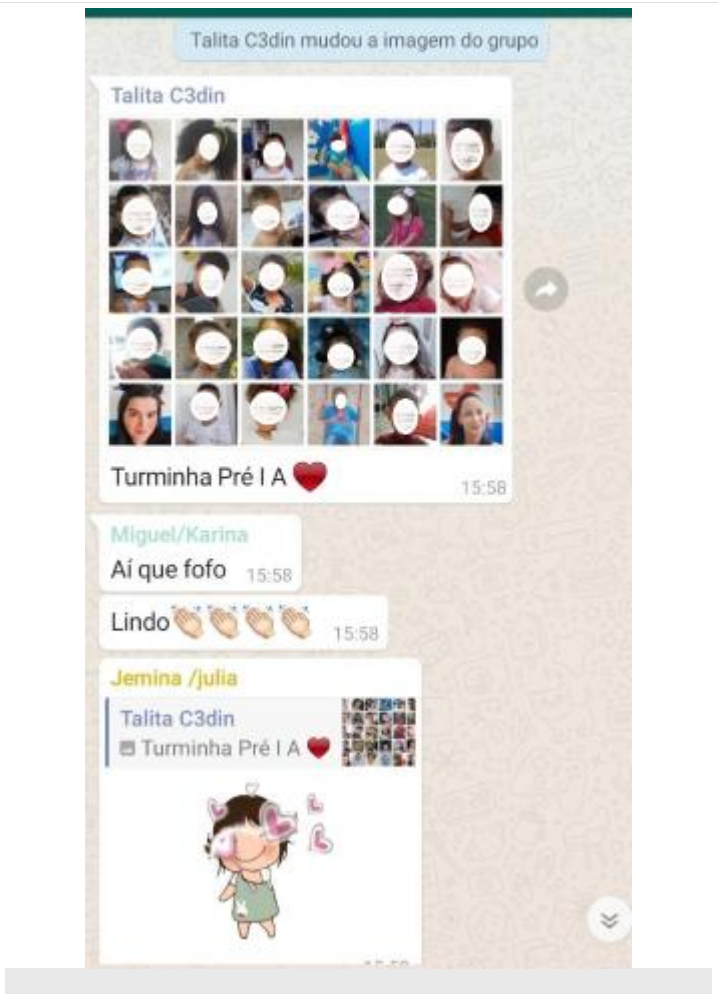 Talita C3din mudou a imagem do grupo
Talita C3din
Turminha Pré I A ❤
15:58
Miguel/Karina
Aí que fofo 15:58
Lindo👏🏻👏🏻👏🏻👏🏻 15:58
Jemina /julia
Talita C3din
Turminha Pré I A ❤